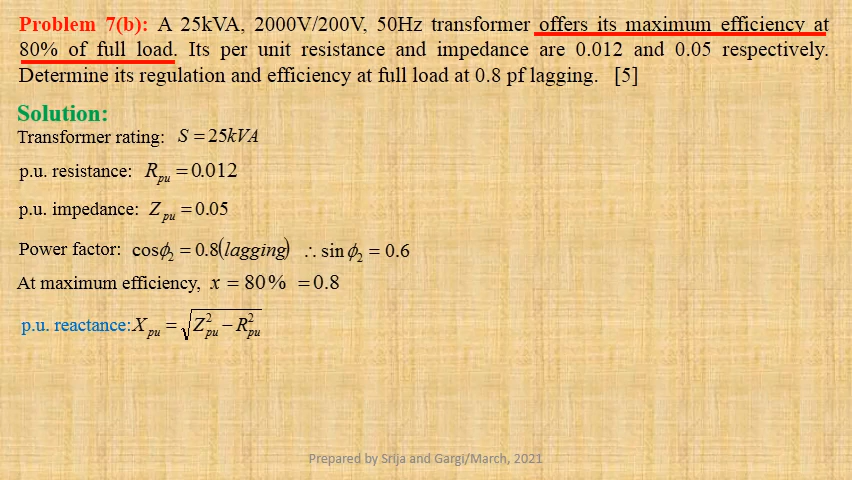 Problem 7(b): A 25kVA, 2000V/200V, 50Hz transformer offers its maximum efficiency at
80% of full load. Its per unit resistance and impedance are 0.012 and 0.05 respectively.
Determine its regulation and efficiency at full load at 0.8 pf lagging. [5]
Solution:
Transformer rating: S = 25kVA
p.u. resistance: R_pu = 0.012
p.u. impedance: Z_pu = 0.05
Power factor: cosϕ₂ = 0.8(lagging) ∴ sin ϕ₂ = 0.6
At maximum efficiency, x = 80% = 0.8
p.u. reactance: X_pu = √(Z²_pu − R²_pu)
Prepared by Srija and Gargi/March, 2021